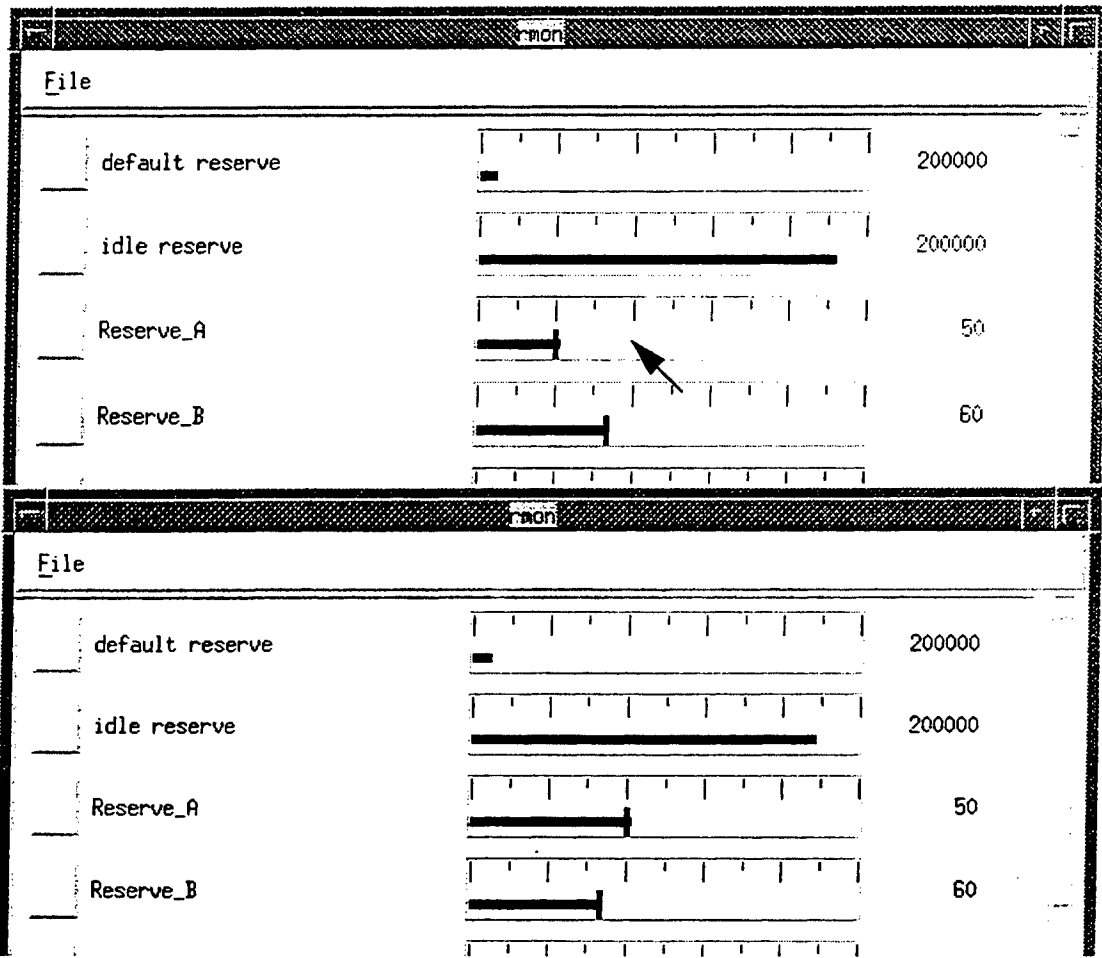 rmon
File
default reserve 200000
idle reserve 200000
Reserve_A 50
Reserve_B 60
rmon
File
default reserve 200000
idle reserve 200000
Reserve_A 50
Reserve_B 60